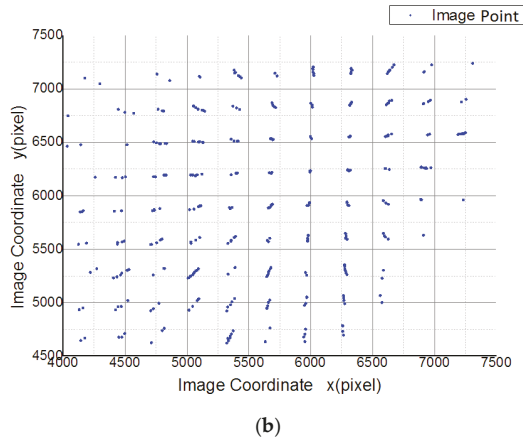 Image Point
7500
7000
6500
6000
5500
5000
4500
Image Coordinate y(pixel)
4000 4500 5000 5500 6000 6500 7000 7500
Image Coordinate x(pixel)
(b)